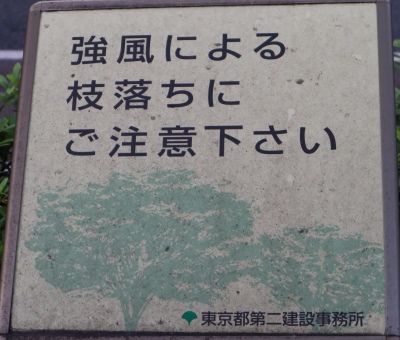 強風による
枝落ちに
ご注意下さい
東京都第二建設事務所